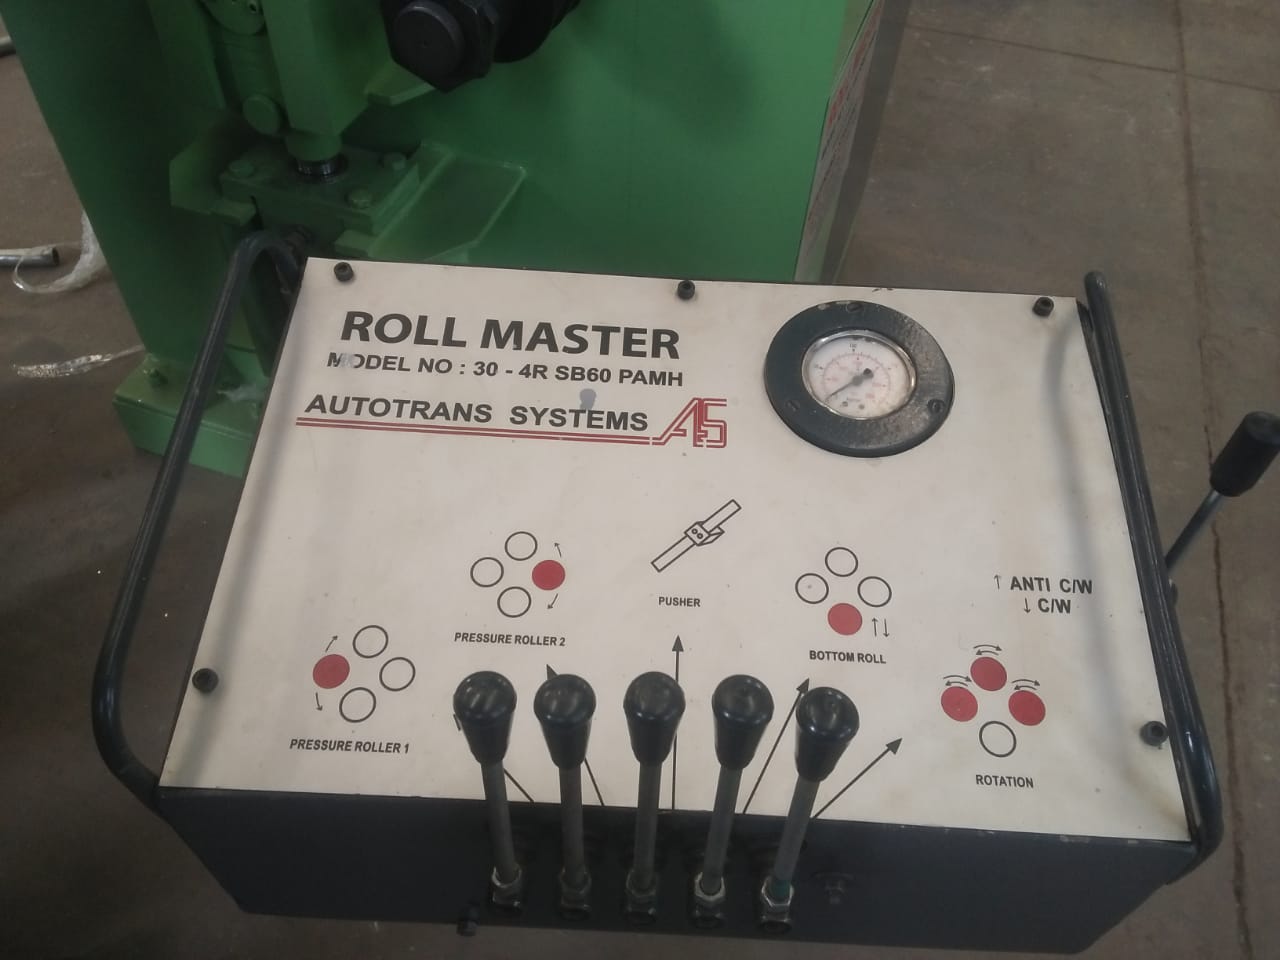 ROLL MASTER
MODEL NO : 30 - 4R SB60 PAMH
AUTOTRANS SYSTEMS
PUSHER
↑ ANTI C/W
↓ C/W
PRESSURE ROLLER 2
BOTTOM ROLL
PRESSURE ROLLER 1
ROTATION